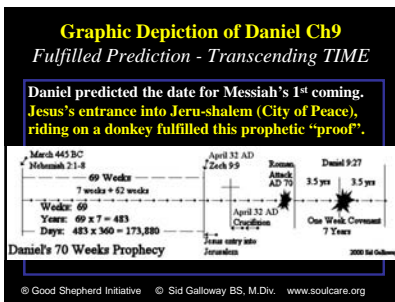 Graphic Depiction of Daniel Ch9
Fulfilled Prediction - Transcending TIME
Daniel predicted the date for Messiah's 1st coming.
Jesus's entrance into Jeru-shalem (City of Peace),
riding on a donkey fulfilled this prophetic “proof”.
March 445 BC
Nehemiah 2:1-8
69 Weeks
7 weeks + 62 weeks
Weeks: 69
Years: 69 x 7 = 483
Days: 483 x 360 = 173,880
Daniel's 70 Weeks Prophecy
April 32 AD
Zech 9:9
April 32 AD
Crucifixion
Jesus entry into
Jerusalem
Roman
Attack
AD 70
Daniel 9:27
3.5 yrs
3.5 yrs
One Week Covenant
7 Years
2000 Sid Galloway
® Good Shepherd Initiative © Sid Galloway BS, M.Div. www.soulcare.org